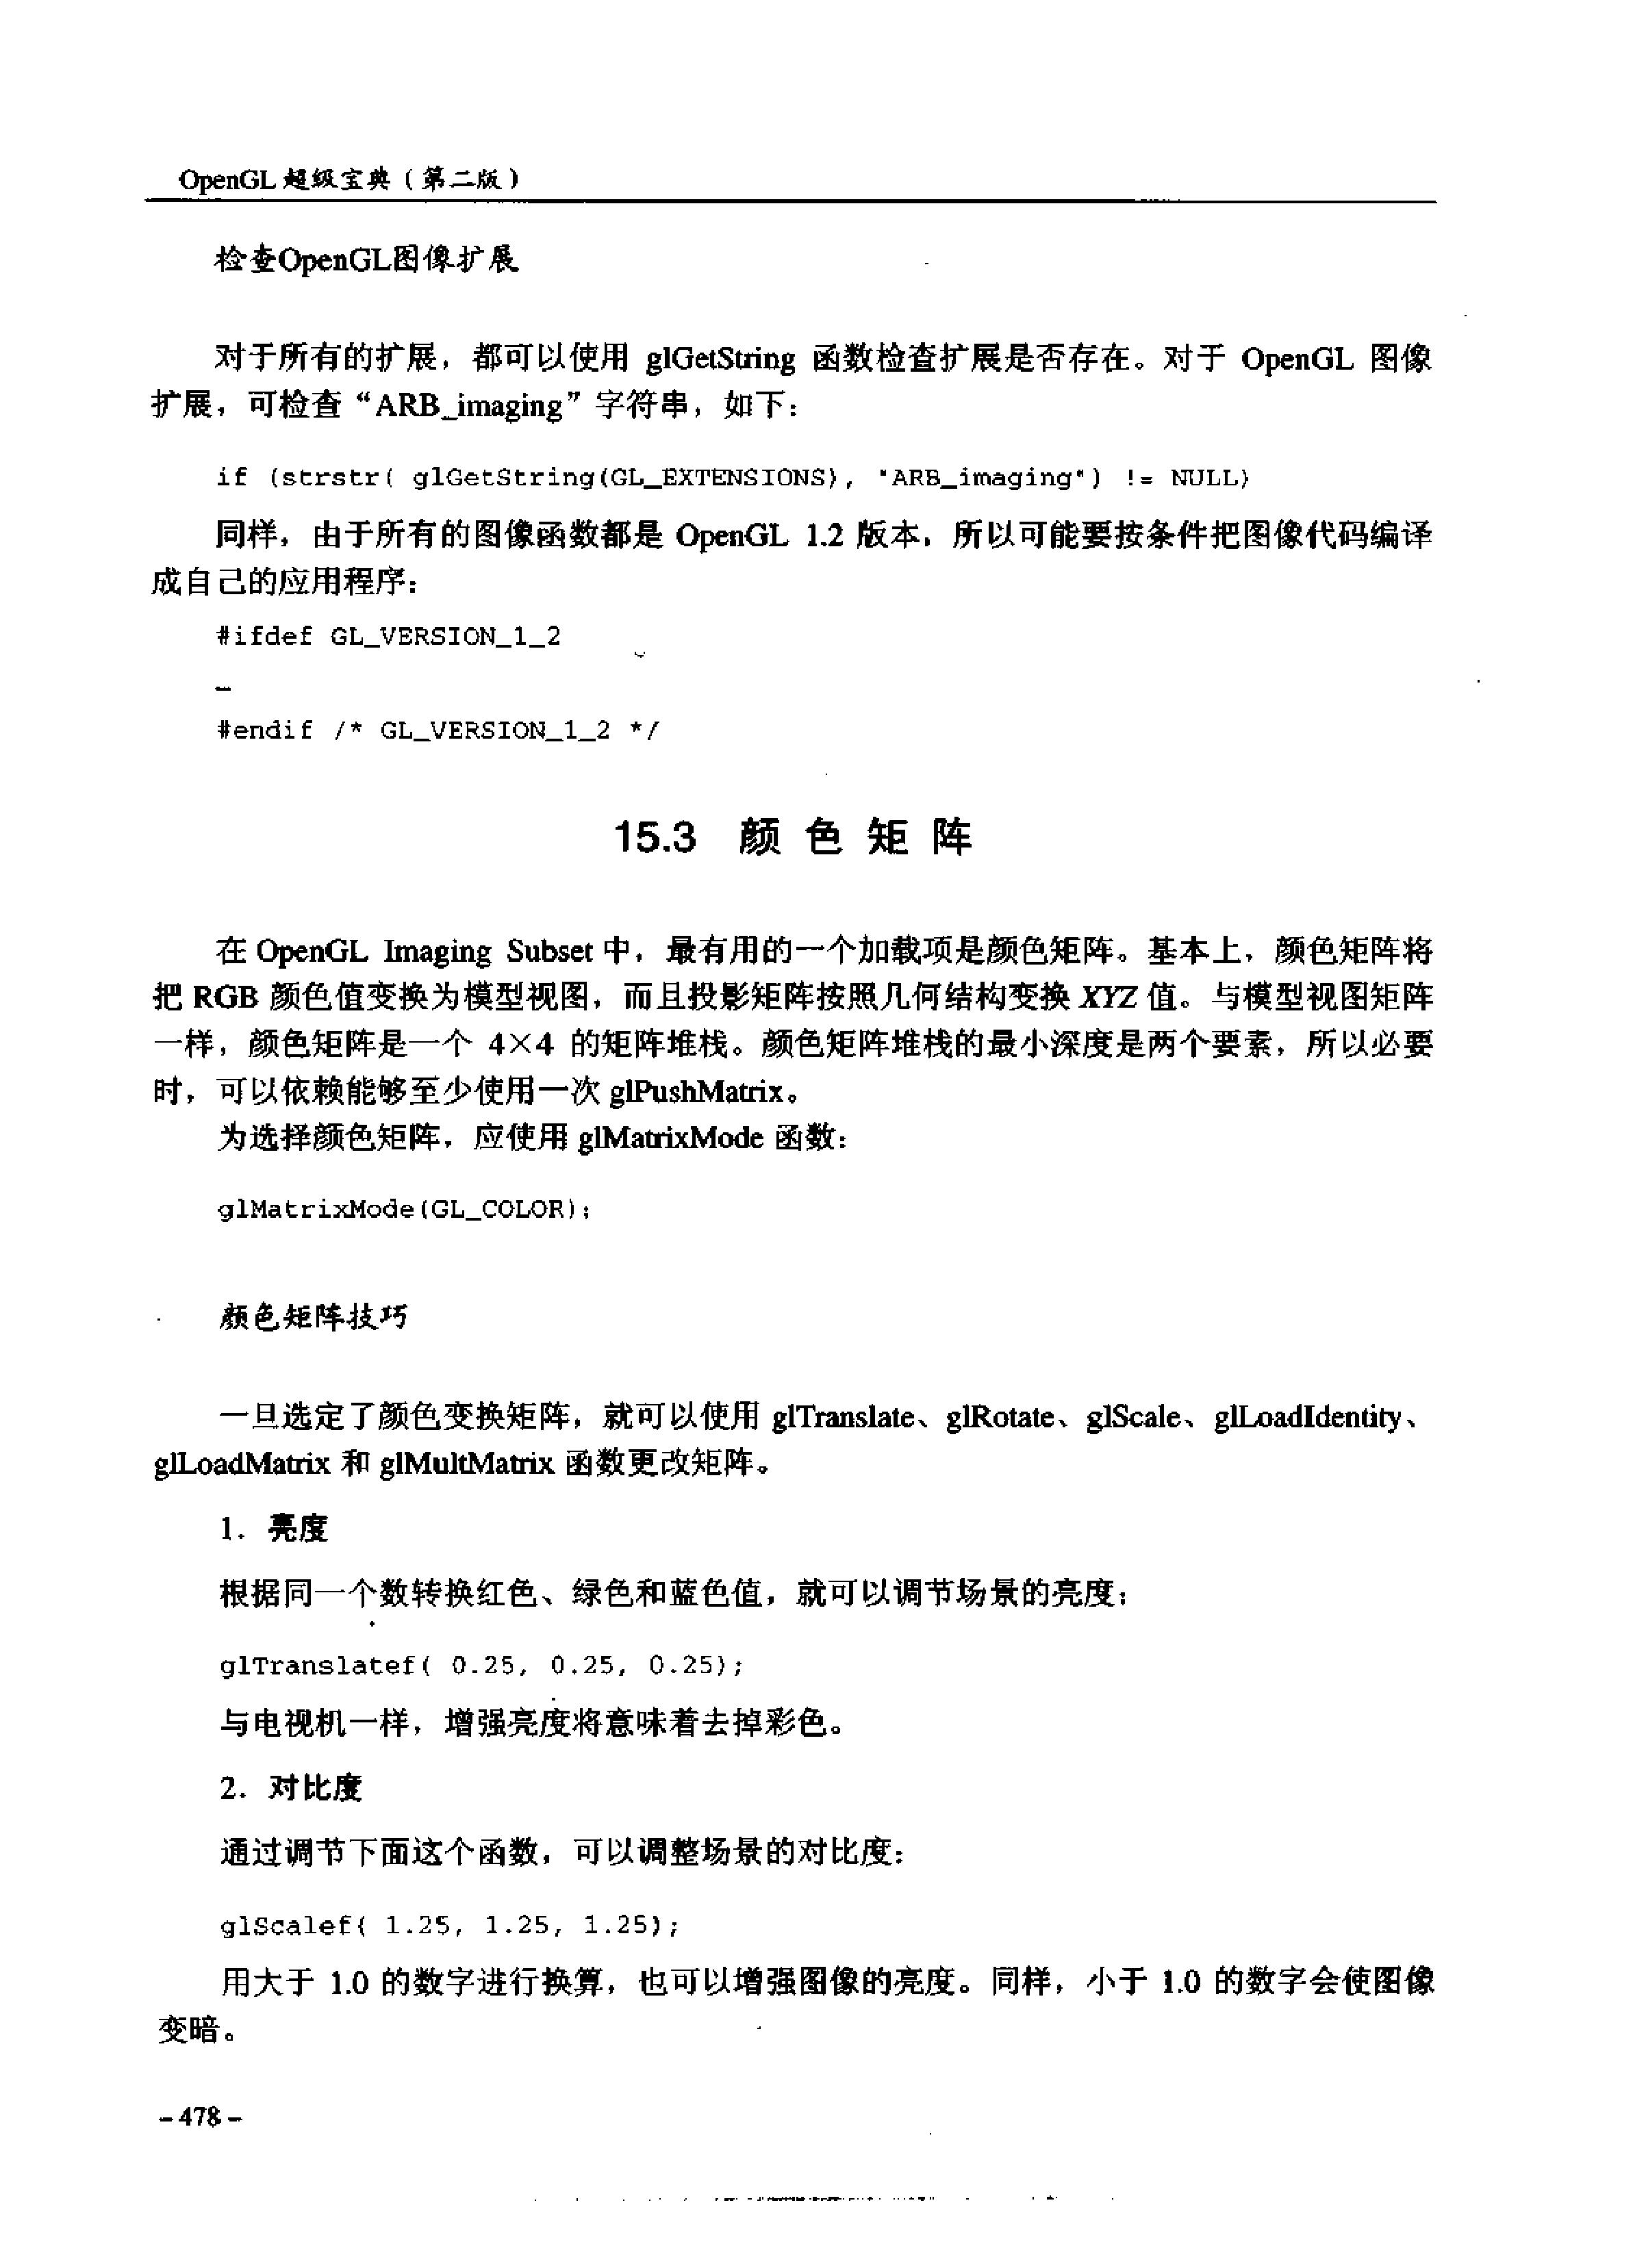 OpenGL 超级宝典（第二版）
检查OpenGL图像扩展
对于所有的扩展，都可以使用 glGetString 函数检查扩展是否存在。对于 OpenGL 图像
扩展，可检查“ARB_imaging”字符串，如下：
if (strstr( glGetString(GL_EXTENSIONS), "ARB_imaging") != NULL)
同样，由于所有的图像函数都是 OpenGL 1.2 版本，所以可能要按条件把图像代码编译
成自己的应用程序：
#ifdef GL_VERSION_1_2
…
#endif /* GL_VERSION_1_2 */
15.3 颜色矩阵
在 OpenGL Imaging Subset 中，最有用的一个加载项是颜色矩阵。基本上，颜色矩阵将
把 RGB 颜色值变换为模型视图，而且投影矩阵按照几何结构变换 XYZ 值。与模型视图矩阵
一样，颜色矩阵是一个 4×4 的矩阵堆栈。颜色矩阵堆栈的最小深度是两个要素，所以必要
时，可以依赖能够至少使用一次 glPushMatrix。
为选择颜色矩阵，应使用 glMatrixMode 函数：
glMatrixMode(GL_COLOR);
颜色矩阵技巧
一旦选定了颜色变换矩阵，就可以使用 glTranslate、glRotate、glScale、glLoadIdentity、
glLoadMatrix 和 glMultMatrix 函数更改矩阵。
1. 亮度
根据同一个数转换红色、绿色和蓝色值，就可以调节场景的亮度：
glTranslatef( 0.25, 0.25, 0.25);
与电视机一样，增强亮度将意味着去掉彩色。
2. 对比度
通过调节下面这个函数，可以调整场景的对比度：
glScalef( 1.25, 1.25, 1.25);
用大于 1.0 的数字进行换算，也可以增强图像的亮度。同样，小于 1.0 的数字会使图像
变暗。
- 478 -